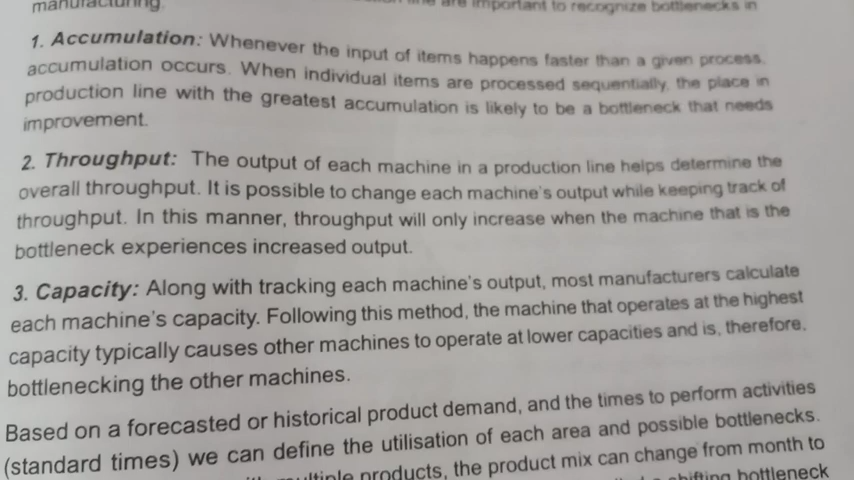 manufacturing.
line are important to recognize bottlenecks in
1. Accumulation: Whenever the input of items happens faster than a given process,
accumulation occurs. When individual items are processed sequentially, the place in
production line with the greatest accumulation is likely to be a bottleneck that needs
improvement.
2. Throughput: The output of each machine in a production line helps determine the
overall throughput. It is possible to change each machine's output while keeping track of
throughput. In this manner, throughput will only increase when the machine that is the
bottleneck experiences increased output.
3. Capacity: Along with tracking each machine's output, most manufacturers calculate
each machine's capacity. Following this method, the machine that operates at the highest
capacity typically causes other machines to operate at lower capacities and is, therefore,
bottlenecking the other machines.
Based on a forecasted or historical product demand, and the times to perform activities
(standard times) we can define the utilisation of each area and possible bottlenecks.
multiple products, the product mix can change from month to
shifting bottleneck